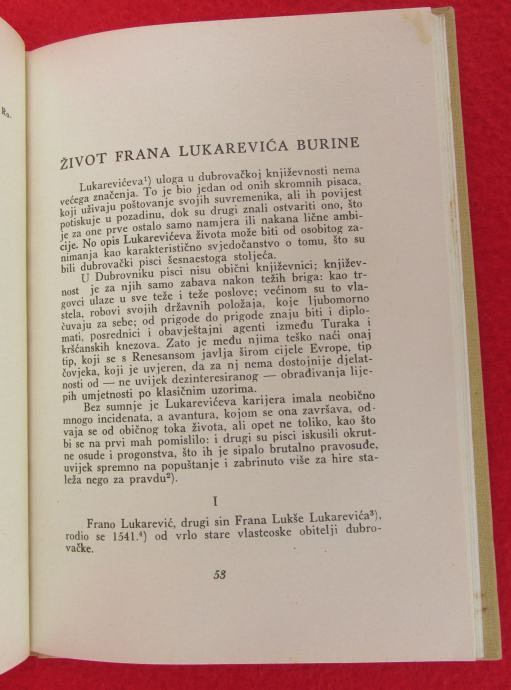 Ra.
ŽIVOT FRANA LUKAREVIĆA BURINE
Lukarevićeva¹) uloga u dubrovačkoj književnosti nema
većega značenja. To je bio jedan od onih skromnih pisaca,
koji uživaju poštovanje svojih suvremenika, ali ih povijest
potiskuje u pozadinu, dok su drugi znali ostvariti ono, što
je za one prve ostalo samo namjera ili nakana lične ambi-
cije. No opis Lukarevićeva života može biti od osobitog za-
nimanja kao karakteristično svjedočanstvo o tomu, što su
bili dubrovački pisci šesnaestoga stoljeća.
U Dubrovniku pisci nisu obični književnici; književ-
nost je za njih samo zabava nakon težih briga: kao tr-
govci ulaze u sve teže i teže poslove; većinom su to vla-
stela, robovi svojih državnih položaja, koje ljubomorno
čuvaju za sebe; od prigode do prigode znaju biti i diplo-
mati, posrednici i obavještajni agenti između Turaka i
kršćanskih knezova. Zato je među njima teško naći onaj
tip, koji se s Renesansom javlja širom cijele Evrope, tip
čovjeka, koji je uvjeren, da za nj nema dostojnije djelat-
nosti od — ne uvijek dezinteresiranog — obrađivanja lije-
pih umjetnosti po klasičnim uzorima.
Bez sumnje je Lukarevićeva karijera imala neobično
mnogo incidenata, a avantura, kojom se ona završava, od-
vaja se od običnog toka života, ali opet ne toliko, kao što
bi se na prvi mah pomislilo: i drugi su pisci iskusili okrut-
ne osude i progonstva, što ih je sipalo brutalno pravosuđe,
uvijek spremno na popuštanje i zabrinuto više za hire sta-
leža nego za pravdu²).
I
Frano Lukarević, drugi sin Frana Lukše Lukarevića³),
rodio se 1541.⁴) od vrlo stare vlasteoske obitelji dubro-
vačke.
53